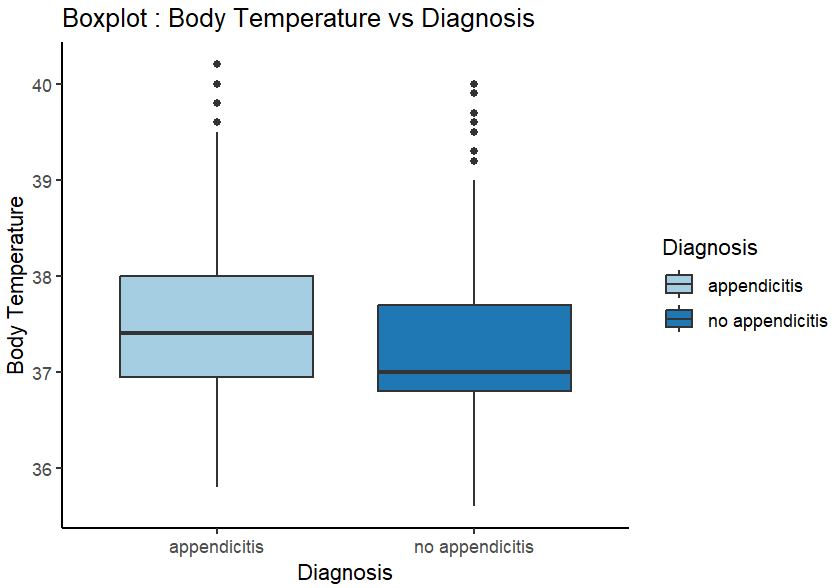 Boxplot : Body Temperature vs Diagnosis
Body Temperature
40
39
38
37
36
appendicitis
no appendicitis
Diagnosis
Diagnosis
appendicitis
no appendicitis